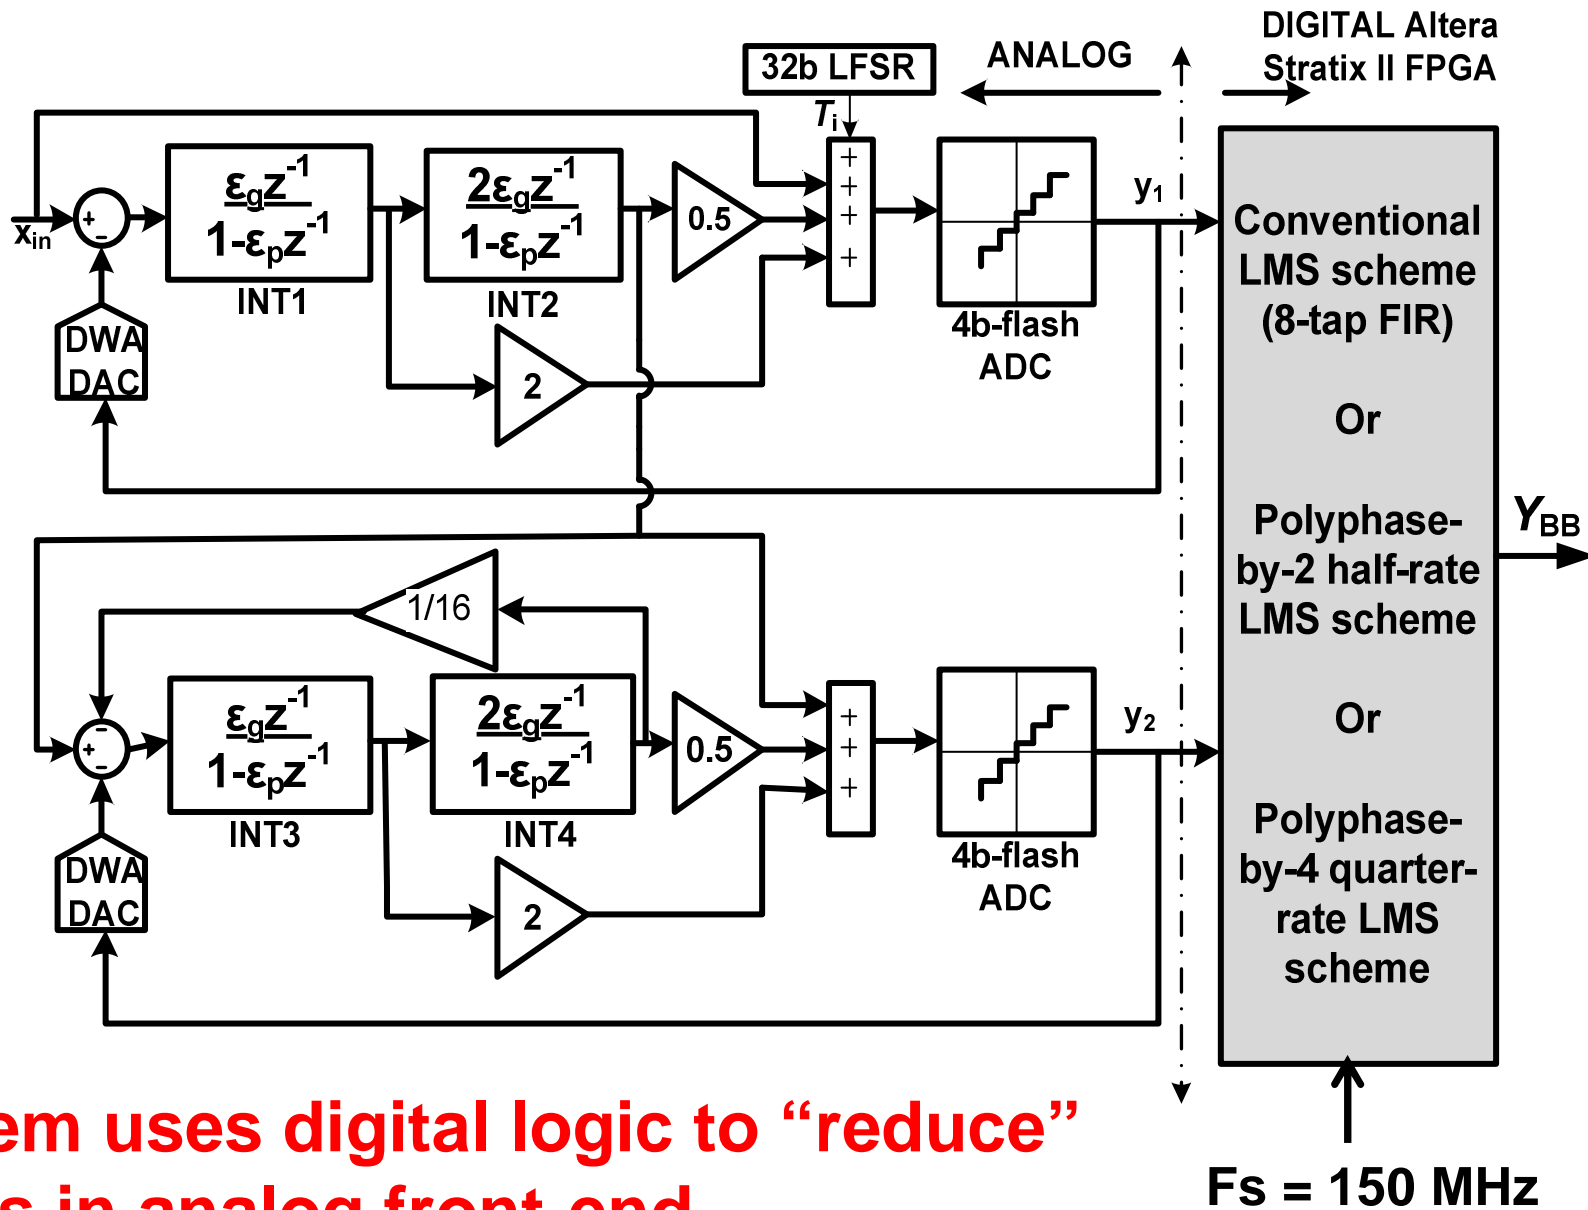 DIGITAL Altera
Stratix II FPGA
ANALOG
32b LFSR
Ti
xin
+
-
εgz-1
1-εpz-1
INT1
2εgz-1
1-εpz-1
INT2
0.5
2
+
+
+
+
4b-flash
ADC
y1
DWA
DAC
1/16
+
-
-
εgz-1
1-εpz-1
INT3
2εgz-1
1-εpz-1
INT4
0.5
2
+
+
+
4b-flash
ADC
y2
DWA
DAC
Conventional
LMS scheme
(8-tap FIR)
Or
Polyphase-
by-2 half-rate
LMS scheme
Or
Polyphase-
by-4 quarter-
rate LMS
scheme
YBB
Fs = 150 MHz
em uses digital logic to “reduce”
s in analog front end